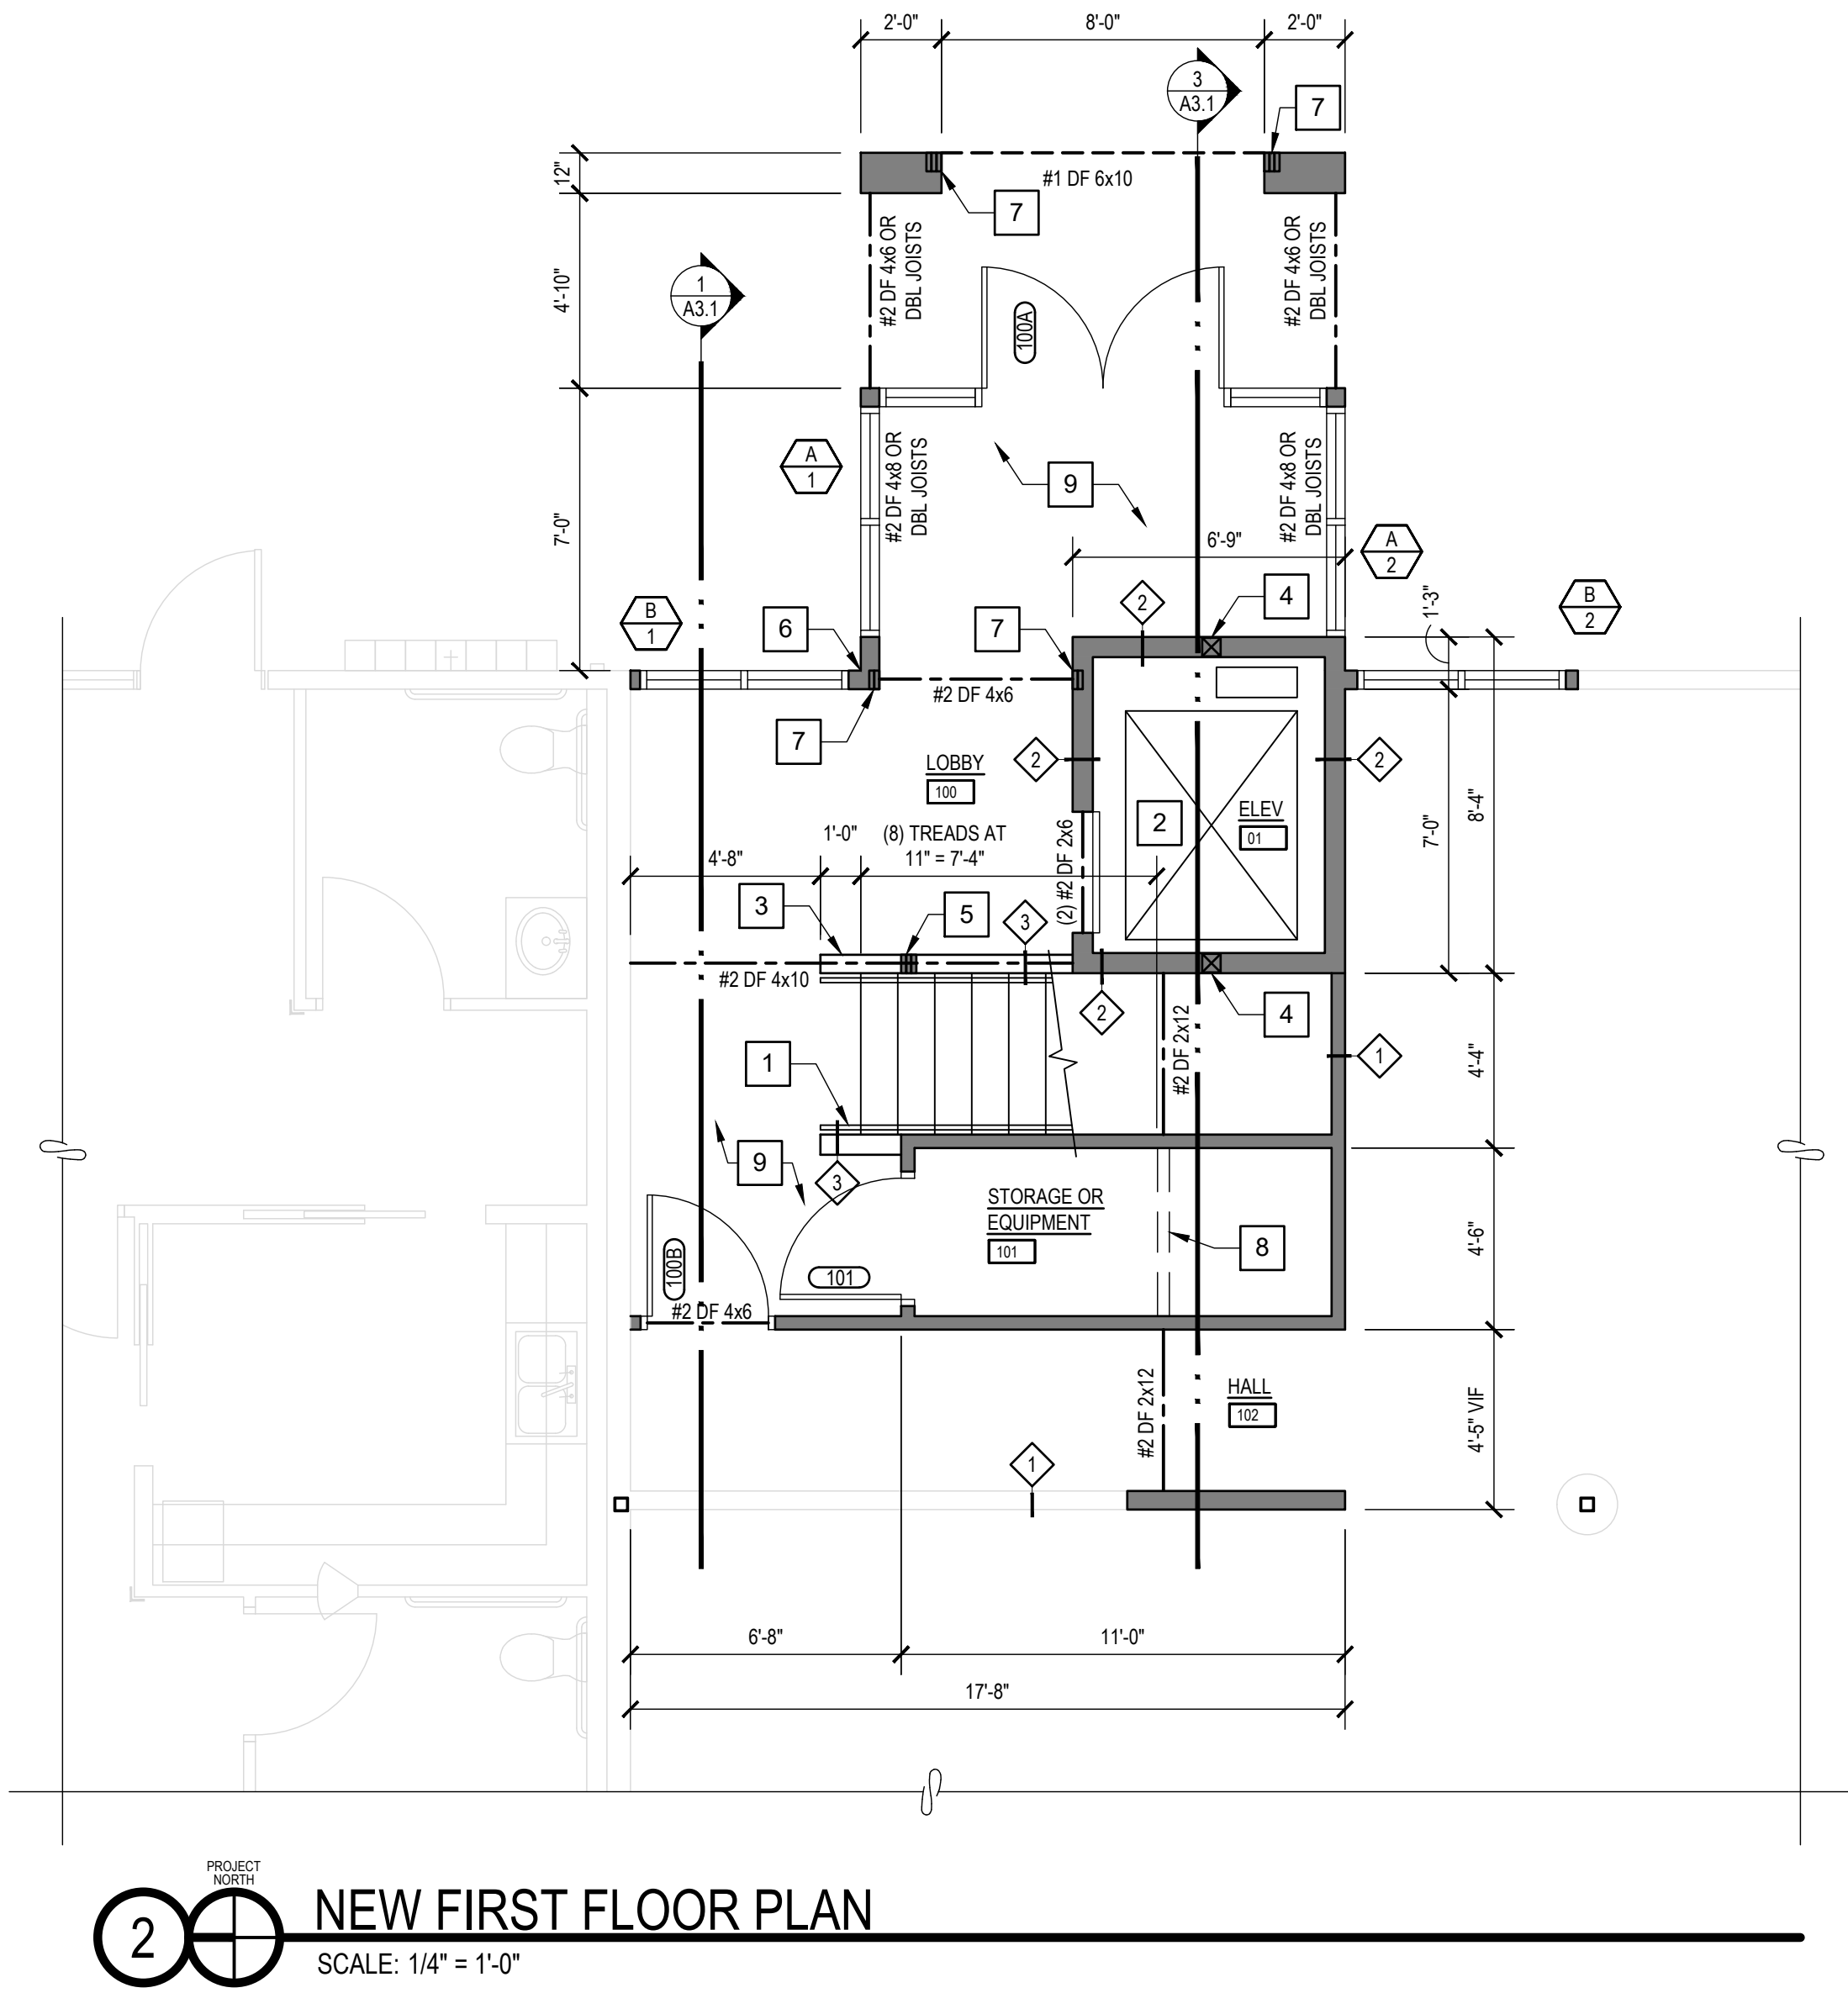 2'-0"
8'-0"
2'-0"
3
A3.1
7
12"
#1 DF 6x10
7
#2 DF 4x6 OR
DBL JOISTS
#2 DF 4x6 OR
DBL JOISTS
4'-10"
1
A3.1
100A
A
1
#2 DF 4x8 OR
DBL JOISTS
9
#2 DF 4x8 OR
DBL JOISTS
7'-0"
6'-9"
A
2
B
1
6
7
2
4
1'-3"
B
2
#2 DF 4x6
7
LOBBY
100
2
2
2
ELEV
01
7'-0"
8'-4"
1'-0"
(8) TREADS AT
11" = 7'-4"
4'-8"
(2) #2 DF 2x6
3
5
3
#2 DF 4x10
2
4
#2 DF 2x12
1
1
4'-4"
9
3
STORAGE OR
EQUIPMENT
101
8
4'-6"
100B
101
#2 DF 4x6
#2 DF 2x12
HALL
102
4'-5" VIF
1
6'-8"
11'-0"
17'-8"
PROJECT
NORTH
2
NEW FIRST FLOOR PLAN
SCALE: 1/4" = 1'-0"